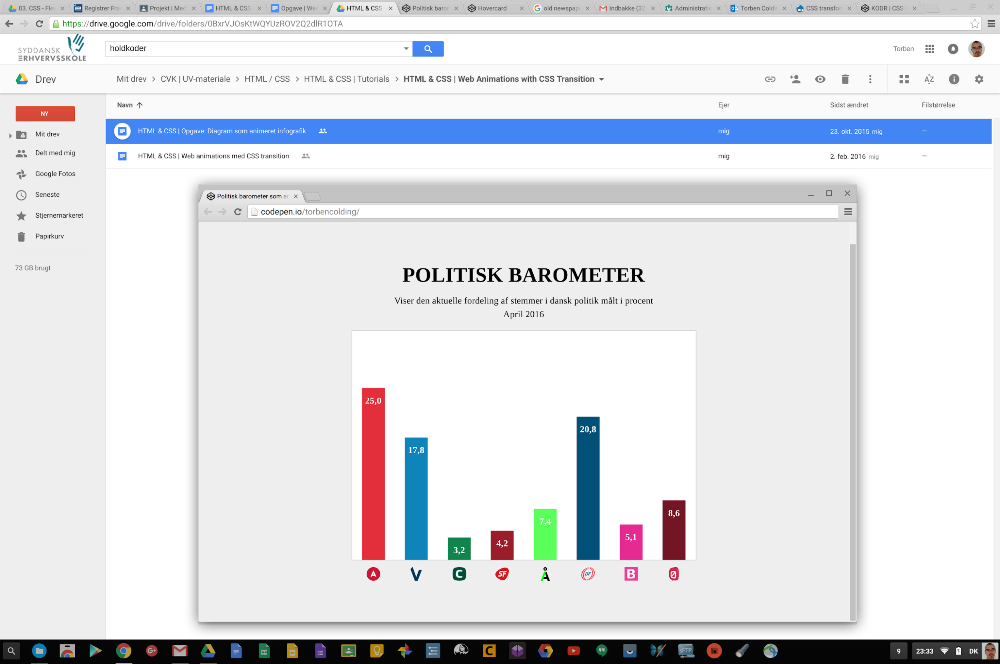 03. CSS - Fle
Registrer Fra
Projekt | Med
HTML & CSS
Opgave | Wes
HTML & CSS
Politisk baro
Hovercard
old newspap
Indbakke (32
Administratio
Torben Coldi
CSS transfor
KODR | CSS |
https://drive.google.com/drive/folders/0BxrVJOsKtWQYUzROV2Q2dlR1OTA
SYDDANSK
ERHVERVSSKOLE
holdkoder
Torben
Drev
Mit drev > CVK | UV-materiale > HTML / CSS > HTML & CSS | Tutorials > HTML & CSS | Web Animations with CSS Transition
AZ
Navn
Ejer
Sidst ændret
Filstørrelse
NY
HTML & CSS | Opgave: Diagram som animeret infografik
mig
23. okt. 2015 mig
—
HTML & CSS | Web animations med CSS transition
mig
2. feb. 2016 mig
—
Mit drev
Delt med mig
Google Fotos
Seneste
Stjernemarkeret
Papirkurv
73 GB brugt
Politisk barometer som an
codepen.io/torbencolding/
POLITISK BAROMETER
Viser den aktuelle fordeling af stemmer i dansk politik målt i procent
April 2016
25,0
17,8
3,2
4,2
7,4
20,8
5,1
8,6
A
V
C
SF
Å
DF
B
Ø
G+
C
sFTP
9
23:33
DK